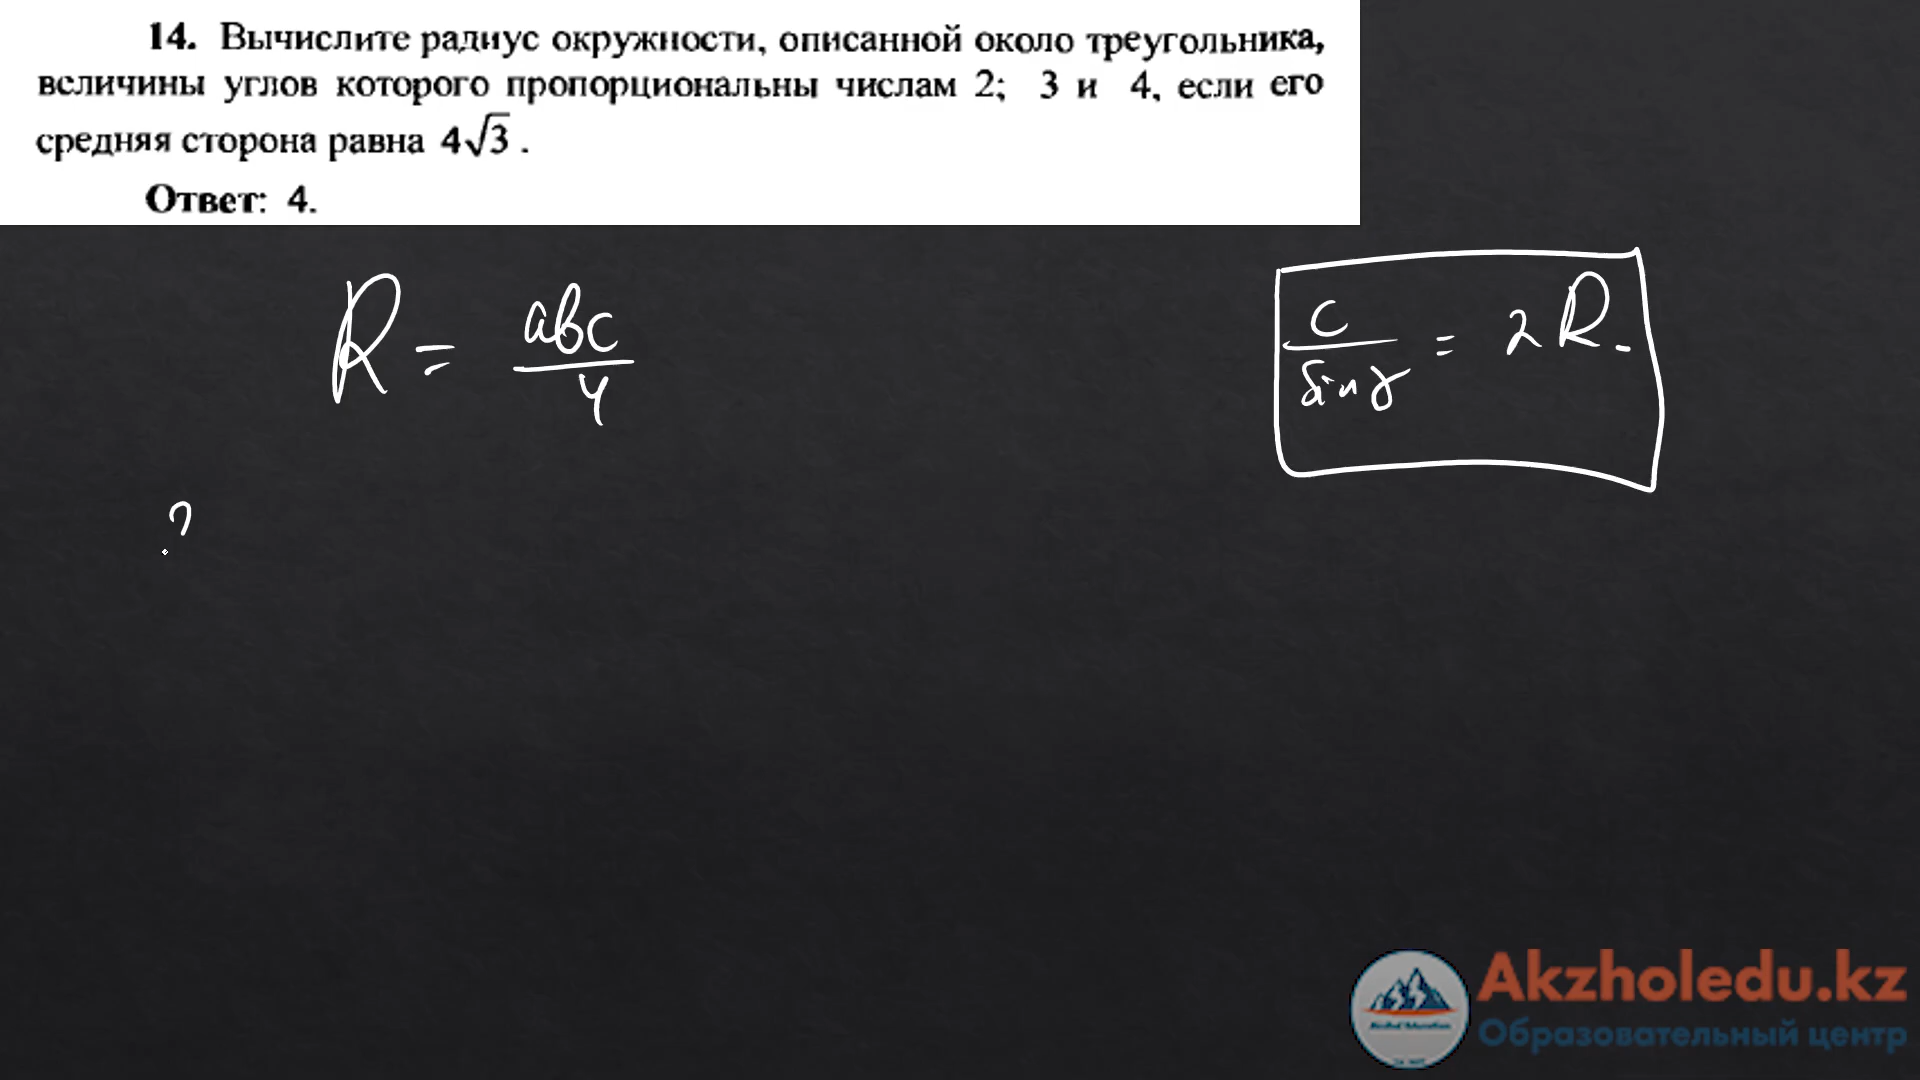 14. Вычислите радиус окружности, описанной около треугольника,
величины углов которого пропорциональны числам 2; 3 и 4, если его
средняя сторона равна 4√3 .
Ответ: 4.
R = abc/4
c/sinγ = 2R.
2
Akzholedu.kz
Образовательный центр